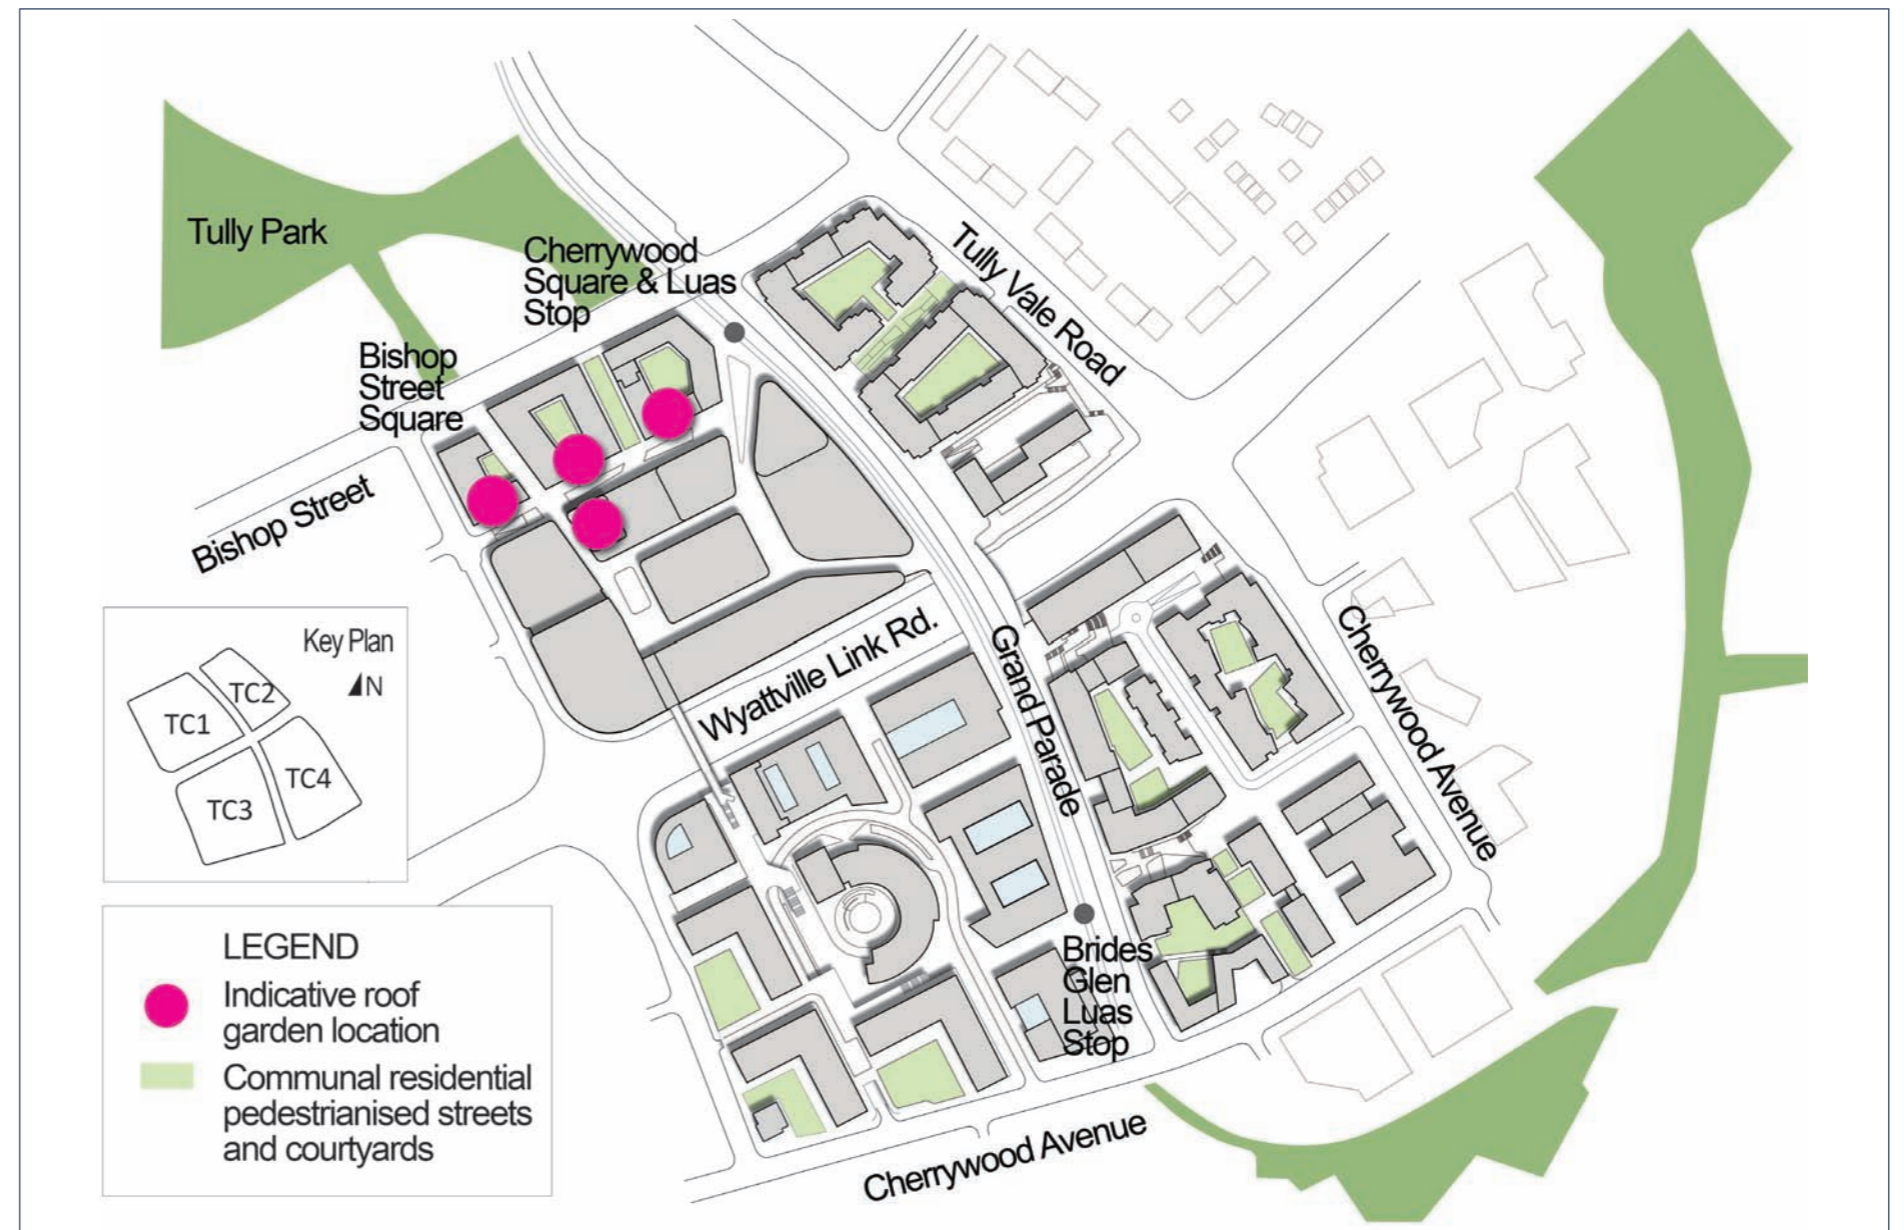 Tully Park
Cherrywood
Square & Luas
Stop
Tully Vale Road
Bishop
Street
Square
Bishop Street
Wyattville Link Rd.
Grand Parade
Cherrywood Avenue
Key Plan
N
TC1
TC2
TC3
TC4
Brides
Glen
Luas
Stop
Cherrywood Avenue
LEGEND
Indicative roof
garden location
Communal residential
pedestrianised streets
and courtyards